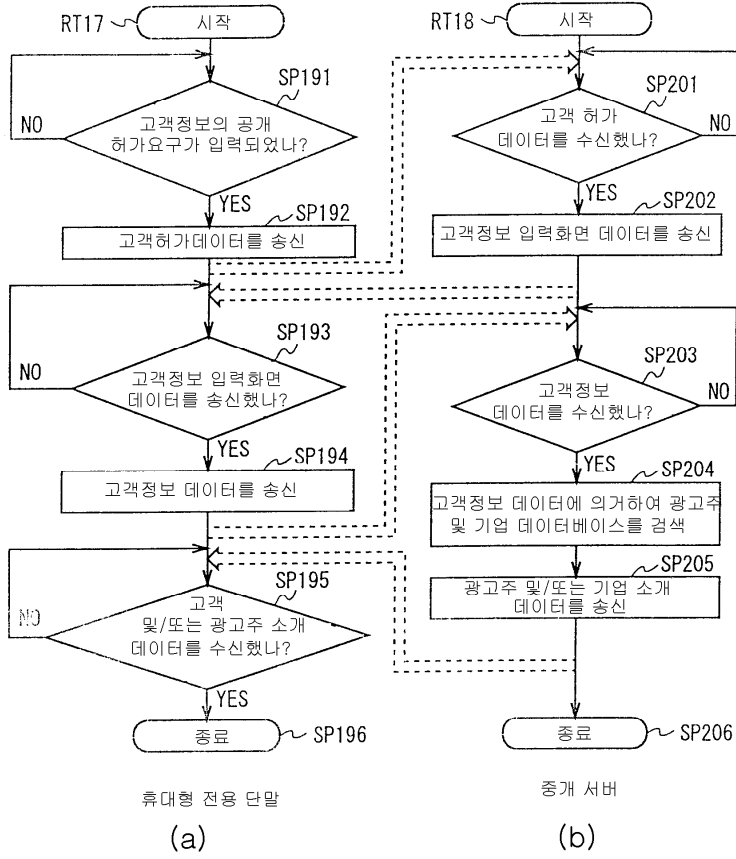 RT17
시작
SP191
고객정보의 공개
허가요구가 입력되었나?
NO
YES
SP192
고객허가데이터를 송신
SP193
고객정보 입력화면
데이터를 송신했나?
NO
YES
SP194
고객정보 데이터를 송신
SP195
고객
및/또는 광고주 소개
데이터를 수신했나?
NO
YES
종료
SP196
휴대형 전용 단말
(a)
RT18
시작
SP201
고객 허가
데이터를 수신했나?
NO
YES
SP202
고객정보 입력화면 데이터를 송신
SP203
고객정보
데이터를 수신했나?
NO
YES
SP204
고객정보 데이터에 의거하여 광고주
및 기업 데이터베이스를 검색
SP205
광고주 및/또는 기업 소개
데이터를 송신
종료
SP206
중개 서버
(b)